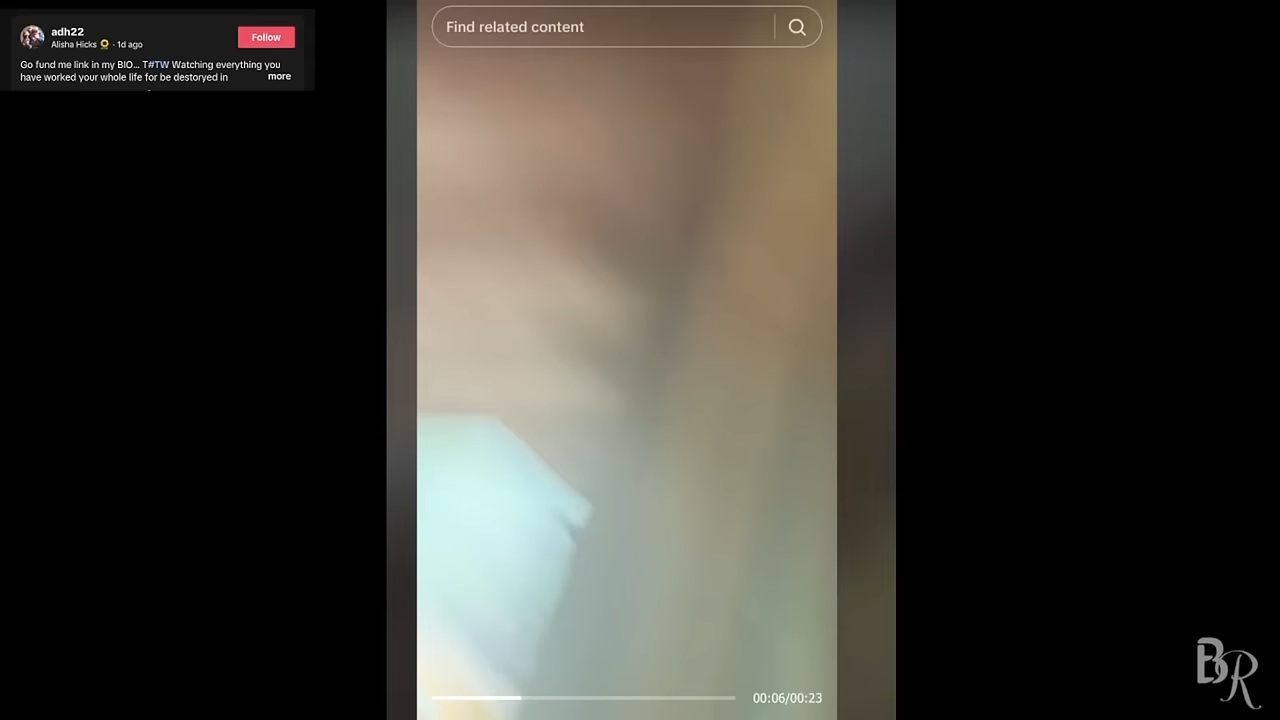 adh22
Alisha Hicks 🌻 · 1d ago
Follow
Go fund me link in my BIO... T#TW Watching everything you
have worked your whole life for be destoryed in
more
Find related content
00:06/00:23
BR